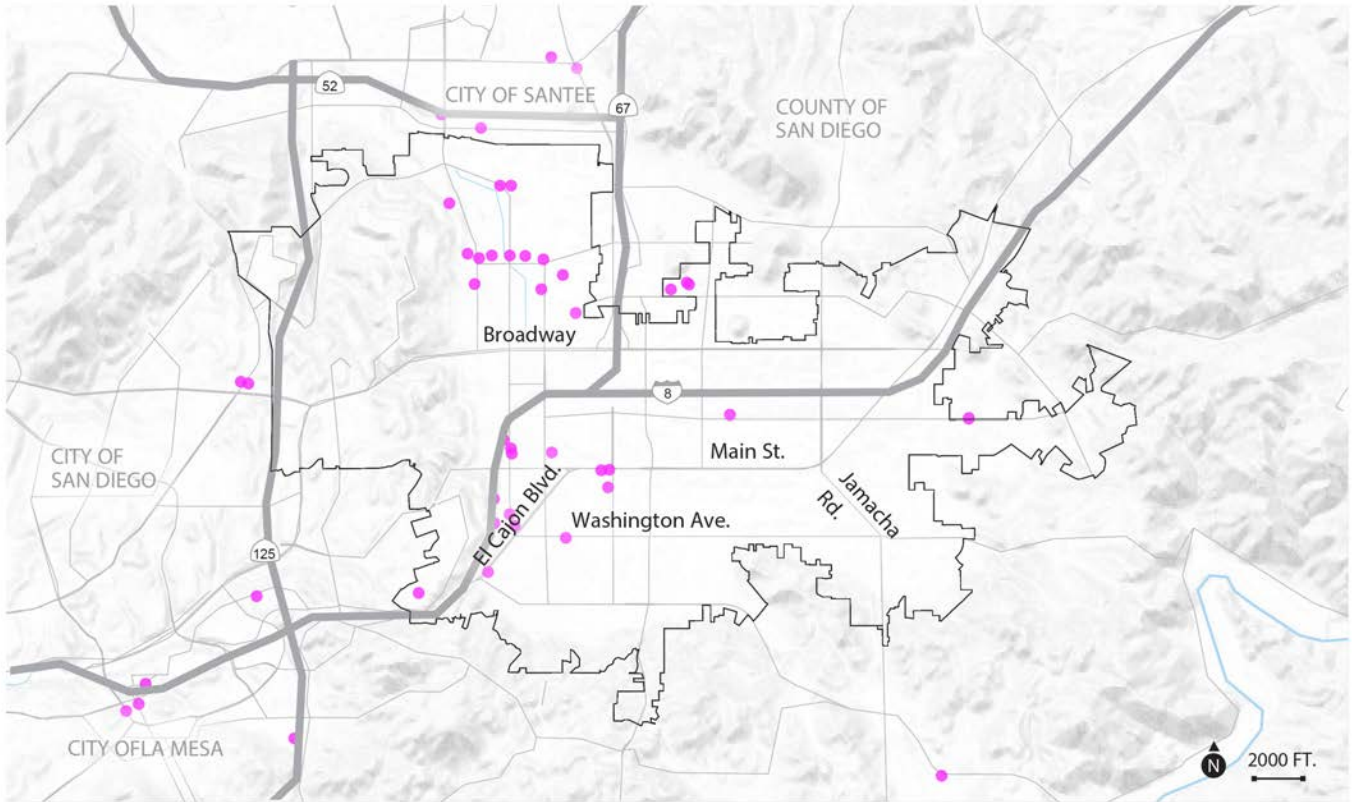 52
CITY OF SANTEE
67
COUNTY OF
SAN DIEGO
Broadway
8
CITY OF
SAN DIEGO
Main St.
El Cajon Blvd.
Jamacha
Rd.
Washington Ave.
125
CITY OFLA MESA
N
2000 FT.